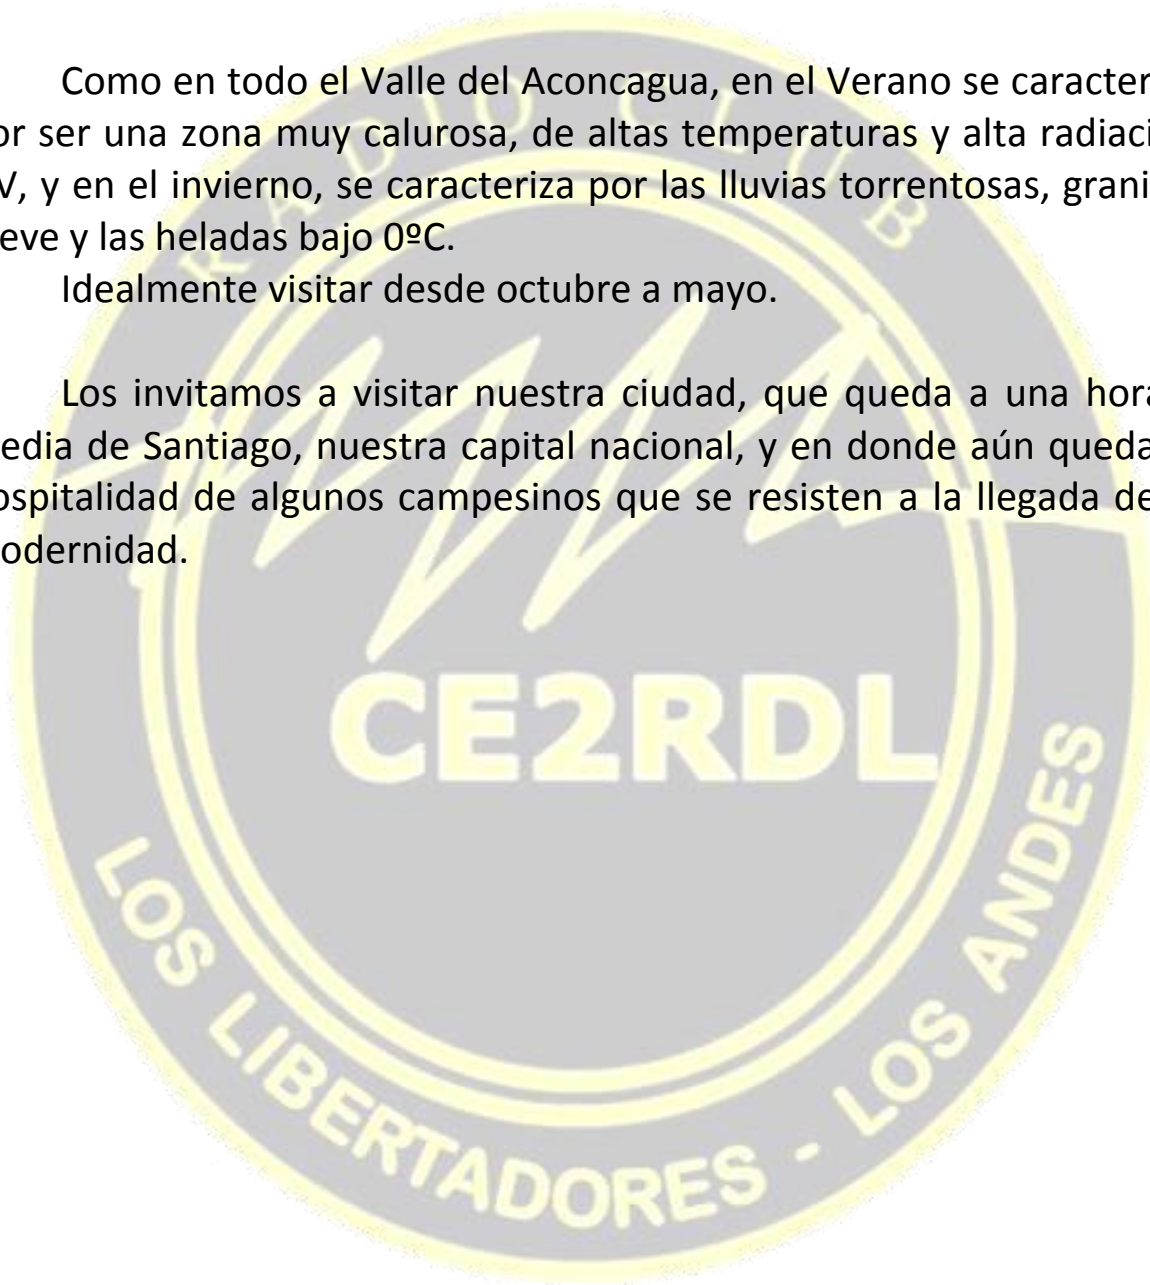 Como en todo el Valle del Aconcagua, en el Verano se caracter
or ser una zona muy calurosa, de altas temperaturas y alta radiaci
V, y en el invierno, se caracteriza por las lluvias torrentosas, grani
eve y las heladas bajo 0ºC.
Idealmente visitar desde octubre a mayo.
Los invitamos a visitar nuestra ciudad, que queda a una hora
edia de Santiago, nuestra capital nacional, y en donde aún queda
ospitalidad de algunos campesinos que se resisten a la llegada de
odernidad.
RADIO CLUB
CE2RDL
LOS LIBERTADORES - LOS ANDES